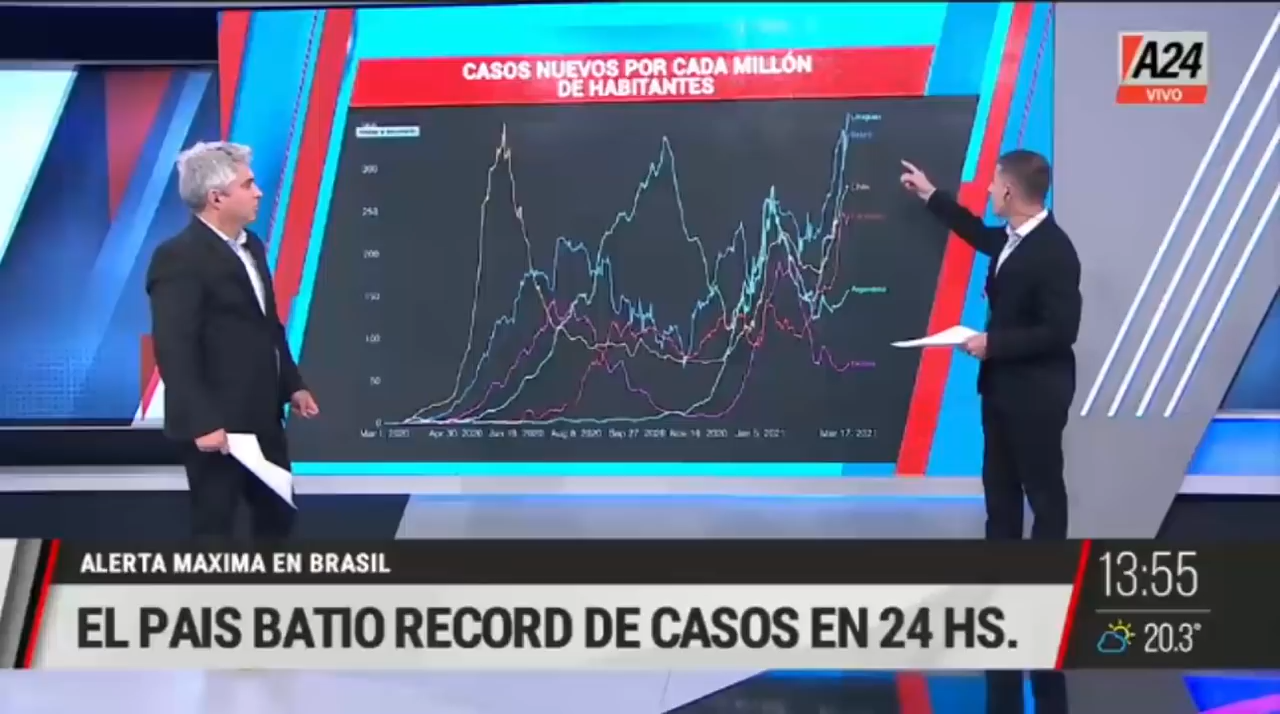 CASOS NUEVOS POR CADA MILLÓN
DE HABITANTES
A24
VIVO
300
250
200
150
100
50
0
Uruguay
Brazil
Chile
Argentina
Mar 1, 2020 Apr 30, 2020 Jun 19, 2020 Aug 8, 2020 Sep 27, 2020 Nov 16, 2020 Jan 5, 2021 Mar 17, 2021
ALERTA MAXIMA EN BRASIL
EL PAIS BATIO RECORD DE CASOS EN 24 HS.
13:55
20.3°